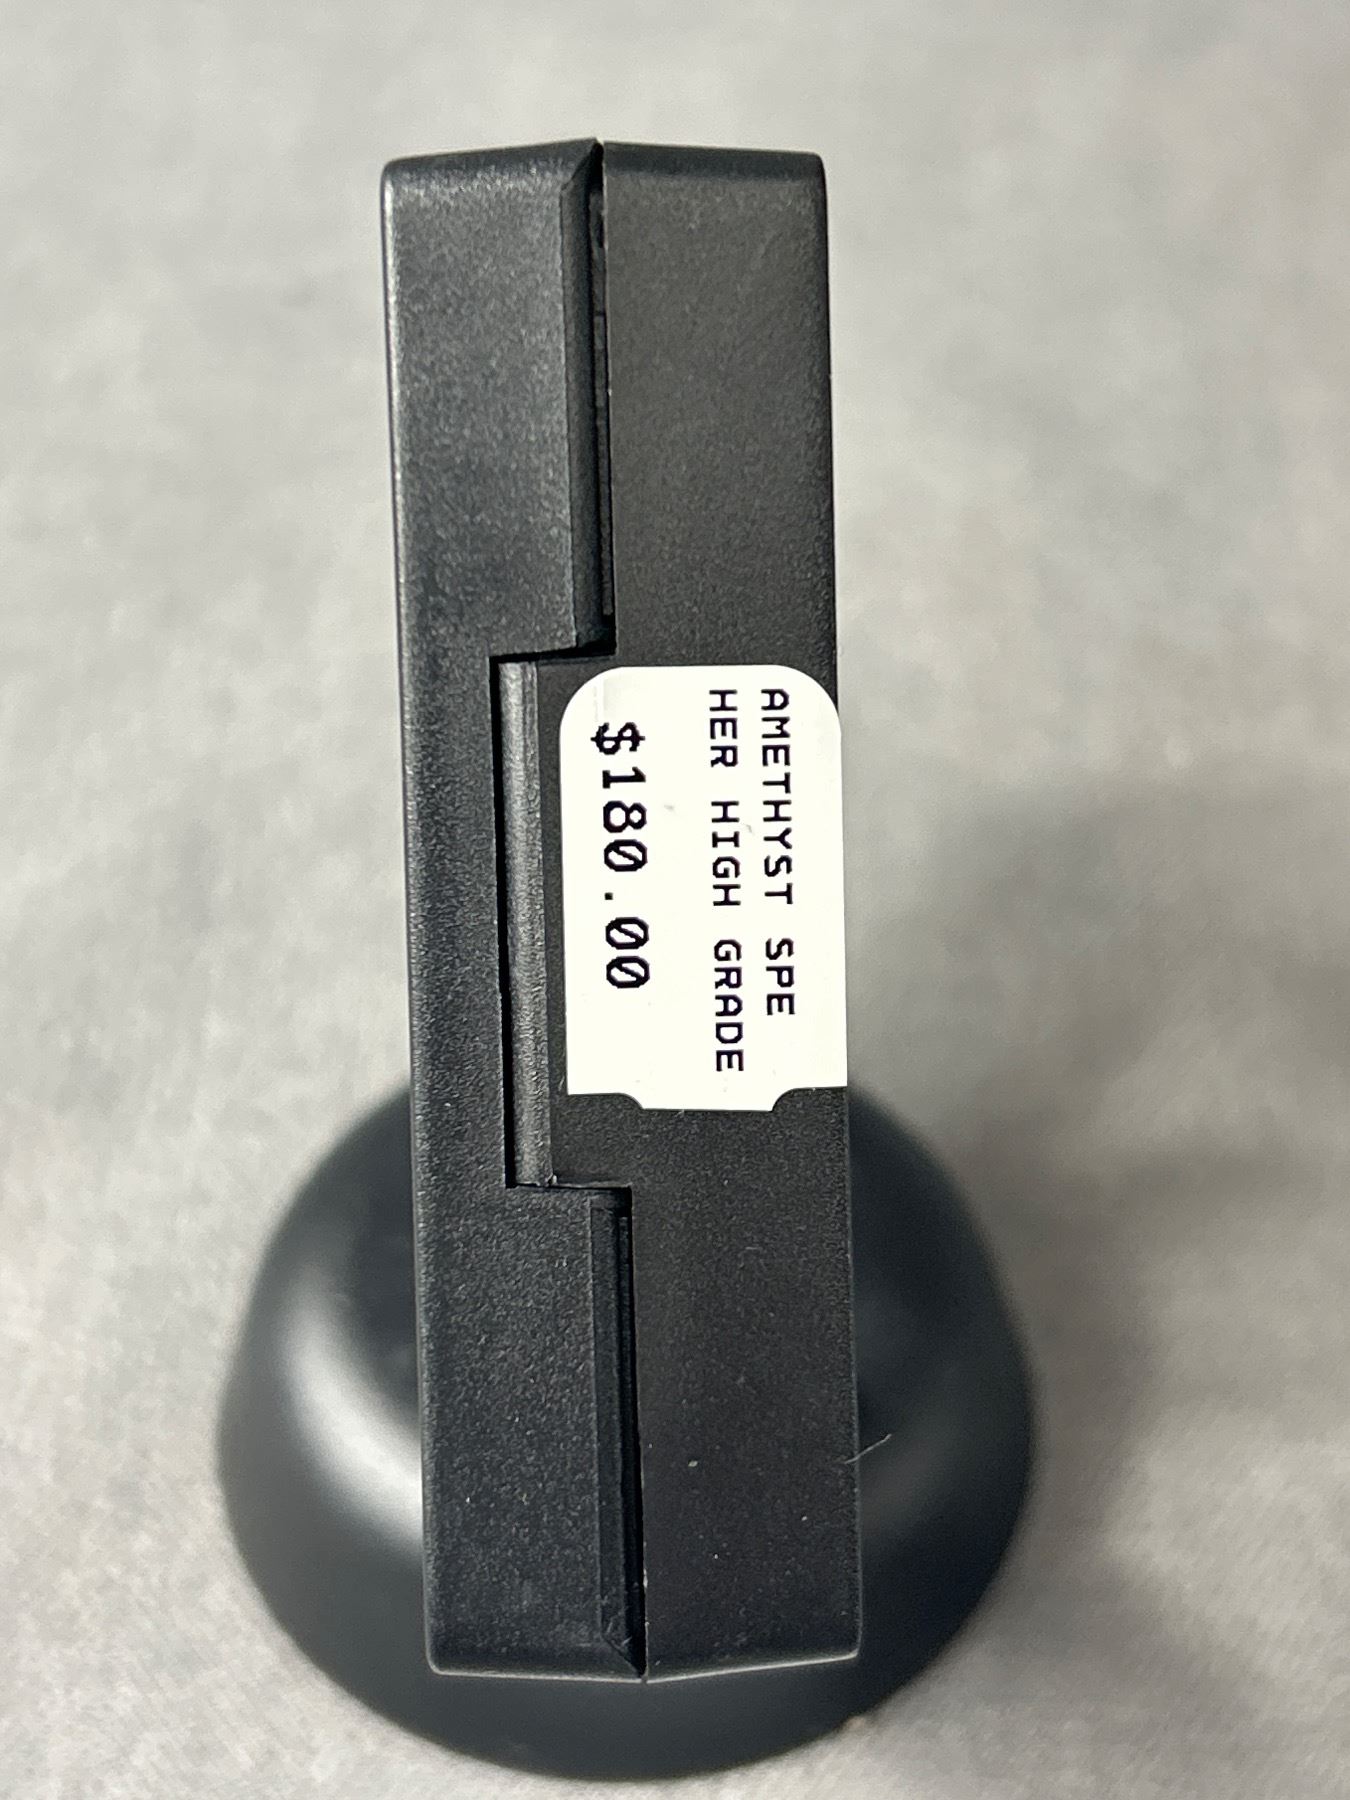 AMETHYST SPE
HER HIGH GRADE
$180.00